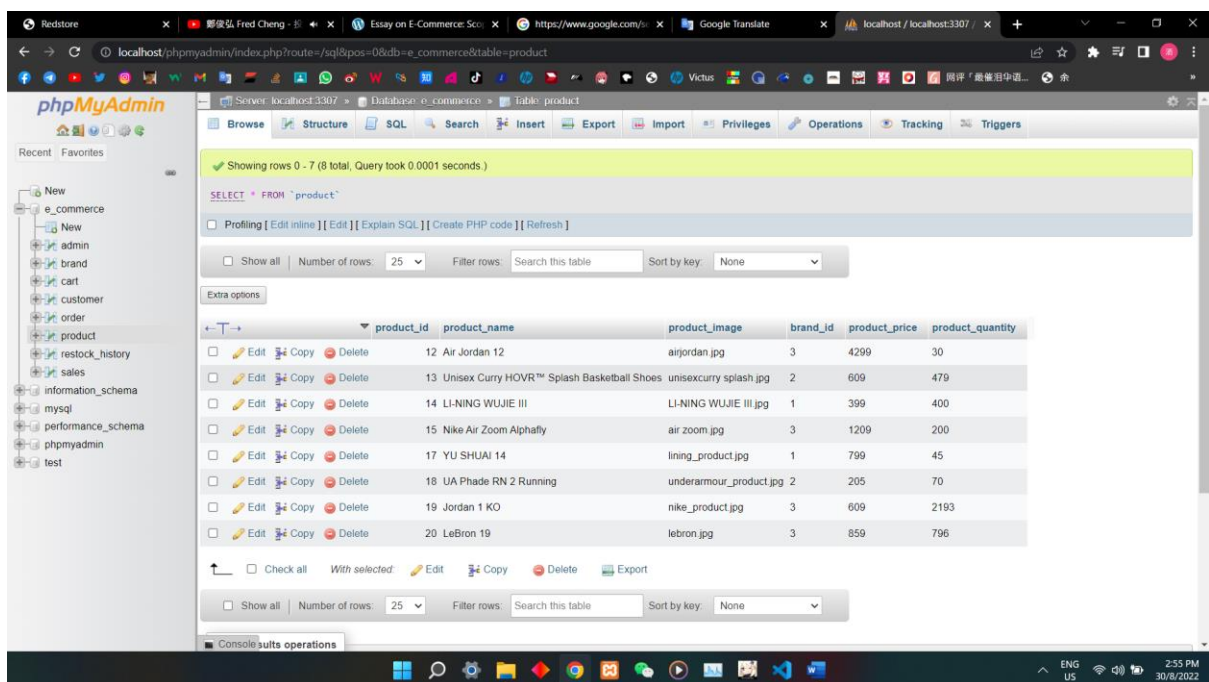 Redstore
鄭俊弘 Fred Cheng -
Essay on E-Commerce: Scop
https://www.google.com/se
Google Translate
localhost / localhost:3307 /
localhost/phpmyadmin/index.php?route=/sql&pos=0&db=e_commerce&table=product
Victus
网评「最催泪华语...
余
phpMyAdmin
Recent Favorites
New
e_commerce
New
admin
brand
cart
customer
order
product
restock_history
sales
information_schema
mysql
performance_schema
phpmyadmin
test
Server: localhost:3307 » Database: e_commerce » Table: product
Browse Structure SQL Search Insert Export Import Privileges Operations Tracking Triggers
Showing rows 0 - 7 (8 total, Query took 0.0001 seconds.)
SELECT * FROM `product`
Profiling [ Edit inline ] [ Edit ] [ Explain SQL ] [ Create PHP code ] [ Refresh ]
Show all | Number of rows: 25 Filter rows: Search this table Sort by key: None
Extra options
←T→ product_id product_name product_image brand_id product_price product_quantity
Edit Copy Delete 12 Air Jordan 12 airjordan.jpg 3 4299 30
Edit Copy Delete 13 Unisex Curry HOVR™ Splash Basketball Shoes unisexcurry splash.jpg 2 609 479
Edit Copy Delete 14 LI-NING WUJIE III LI-NING WUJIE III.jpg 1 399 400
Edit Copy Delete 15 Nike Air Zoom Alphafly air zoom.jpg 3 1209 200
Edit Copy Delete 17 YU SHUAI 14 lining_product.jpg 1 799 45
Edit Copy Delete 18 UA Phade RN 2 Running underarmour_product.jpg 2 205 70
Edit Copy Delete 19 Jordan 1 KO nike_product.jpg 3 609 2193
Edit Copy Delete 20 LeBron 19 lebron.jpg 3 859 796
Check all With selected: Edit Copy Delete Export
Show all | Number of rows: 25 Filter rows: Search this table Sort by key: None
Console sults operations
ENG
US
2:55 PM
30/8/2022